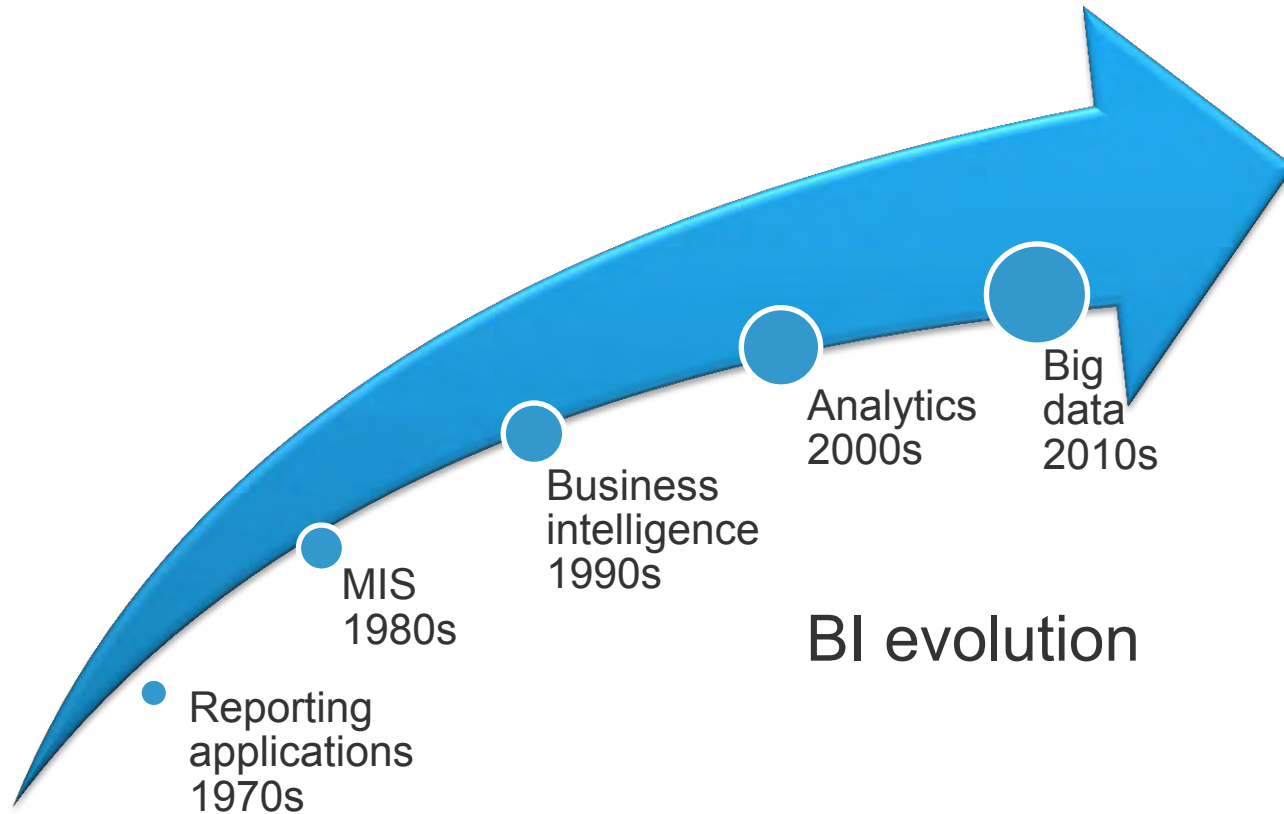 Reporting
applications
1970s
MIS
1980s
Business
intelligence
1990s
Analytics
2000s
Big
data
2010s
BI evolution